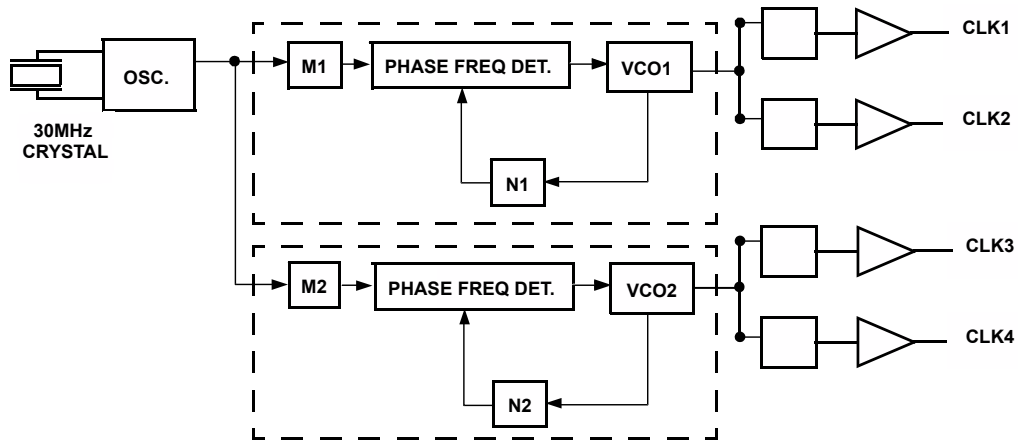 OSC.
30MHz
CRYSTAL
M1
PHASE FREQ DET.
VCO1
N1
CLK1
CLK2
M2
PHASE FREQ DET.
VCO2
N2
CLK3
CLK4